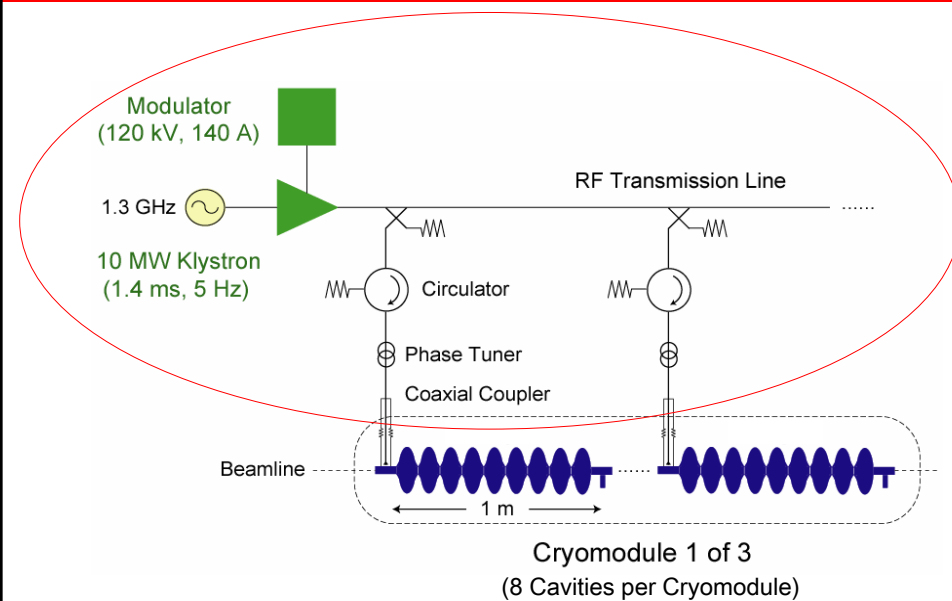 Modulator
(120 kV, 140 A)
RF Transmission Line
1.3 GHz
10 MW Klystron
(1.4 ms, 5 Hz)
Circulator
Phase Tuner
Coaxial Coupler
Beamline
1 m
Cryomodule 1 of 3
(8 Cavities per Cryomodule)